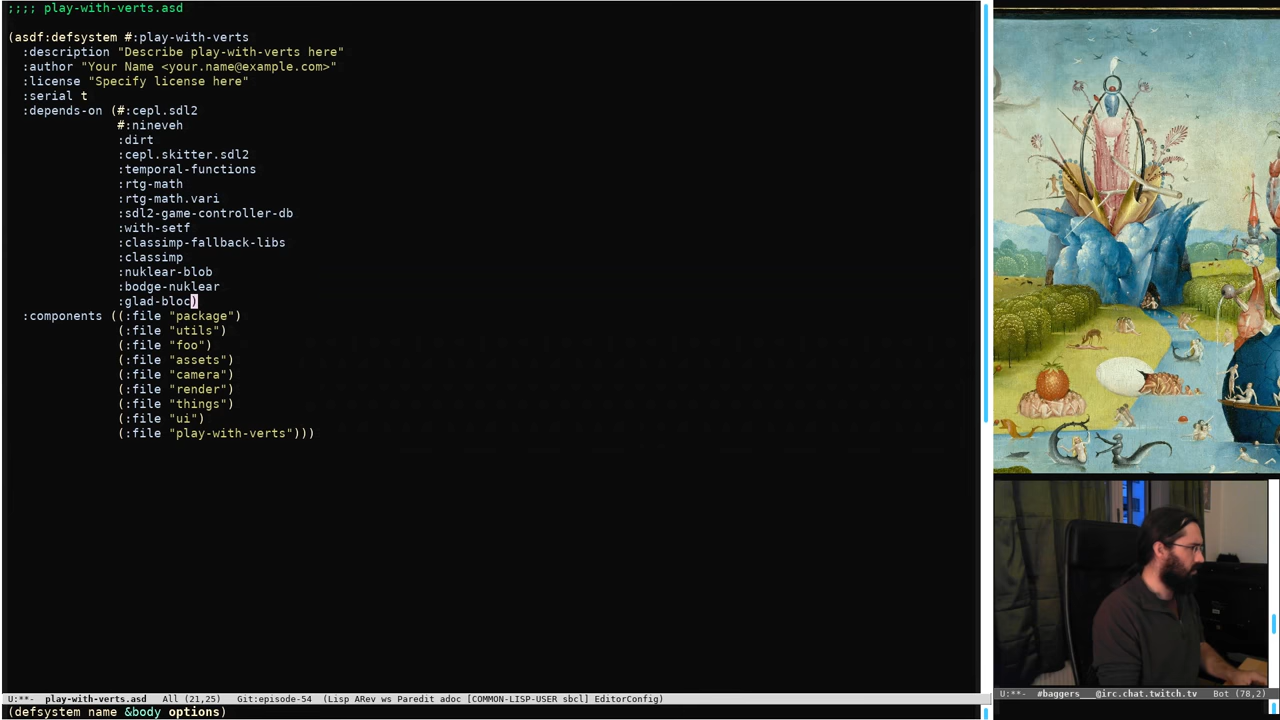 ;;;; play-with-verts.asd
(asdf:defsystem #:play-with-verts
:description "Describe play-with-verts here"
:author "Your Name <your.name@example.com>"
:license "Specify license here"
:serial t
:depends-on (#:cepl.sdl2
#:nineveh
:dirt
:cepl.skitter.sdl2
:temporal-functions
:rtg-math
:rtg-math.vari
:sdl2-game-controller-db
:with-setf
:classimp-fallback-libs
:classimp
:nuklear-blob
:bodge-nuklear
:glad-bloc)
:components ((:file "package")
(:file "utils")
(:file "foo")
(:file "assets")
(:file "camera")
(:file "render")
(:file "things")
(:file "ui")
(:file "play-with-verts")))
U:**-  play-with-verts.asd   All (21,25)   Git:episode-54  (Lisp ARev ws Paredit adoc [COMMON-LISP-USER sbcl] EditorConfig)
(defsystem name &body options)
U:**-  #baggers___@irc.chat.twitch.tv   Bot (78,2)